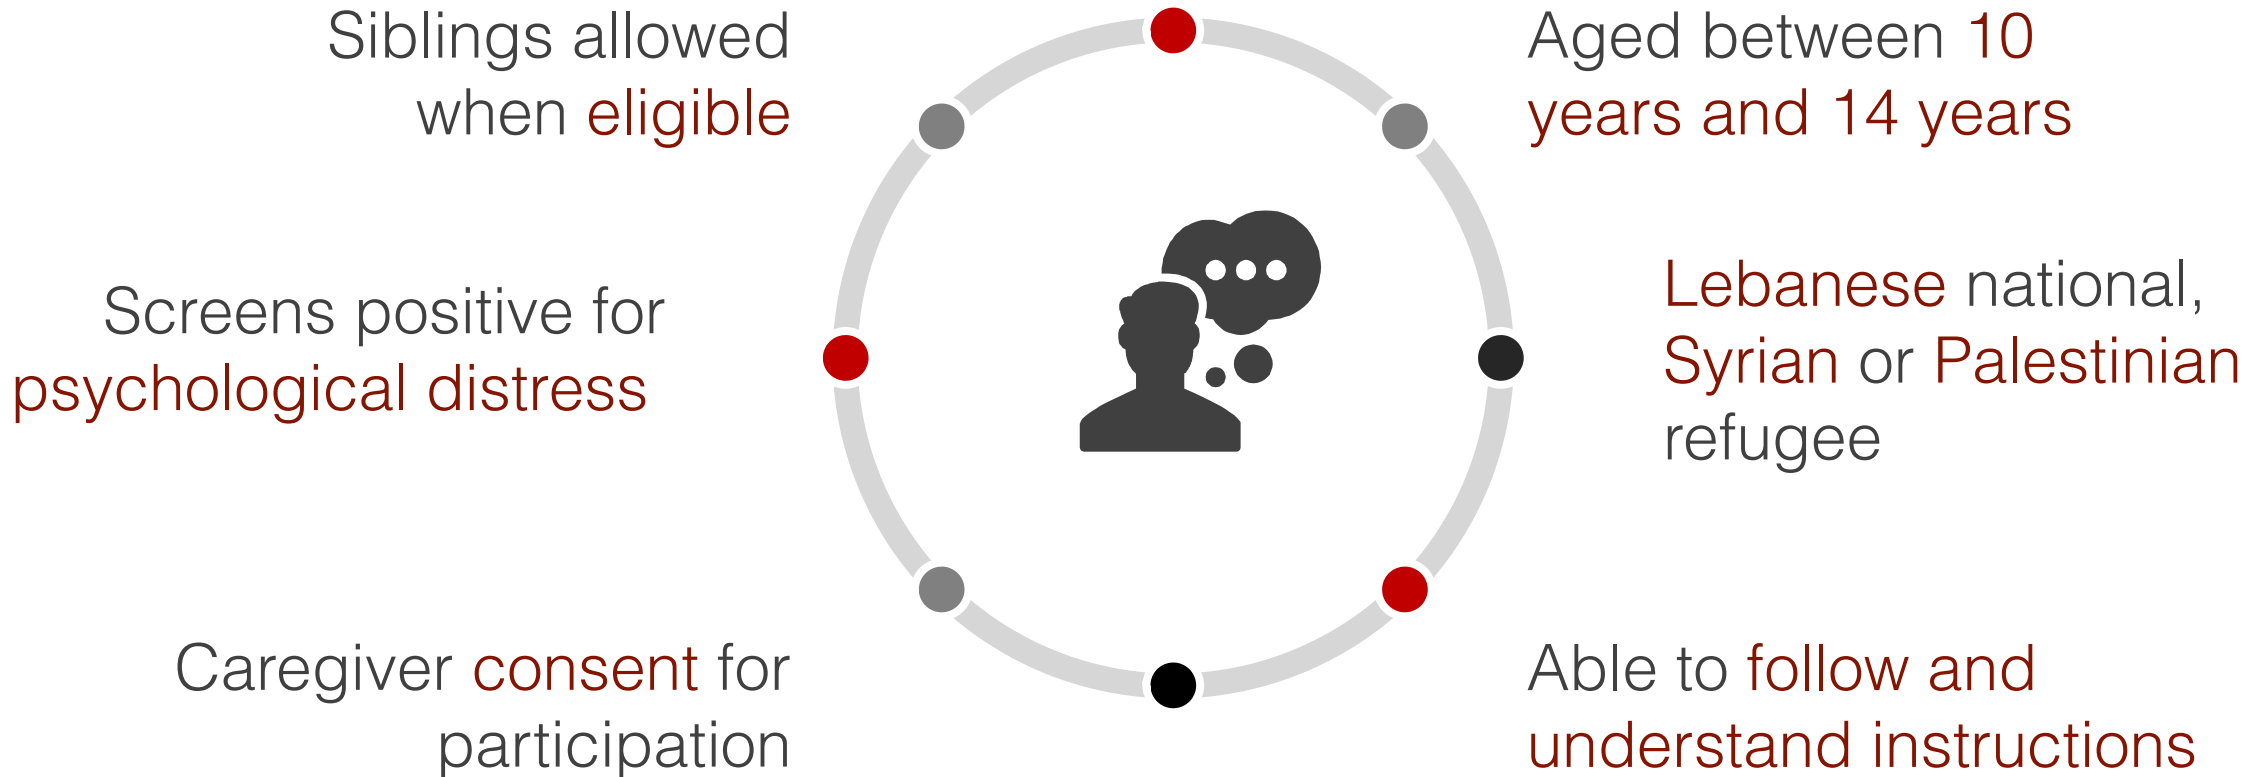 Siblings allowed
when eligible
Aged between 10
years and 14 years
Screens positive for
psychological distress
Lebanese national,
Syrian or Palestinian
refugee
Caregiver consent for
participation
Able to follow and
understand instructions